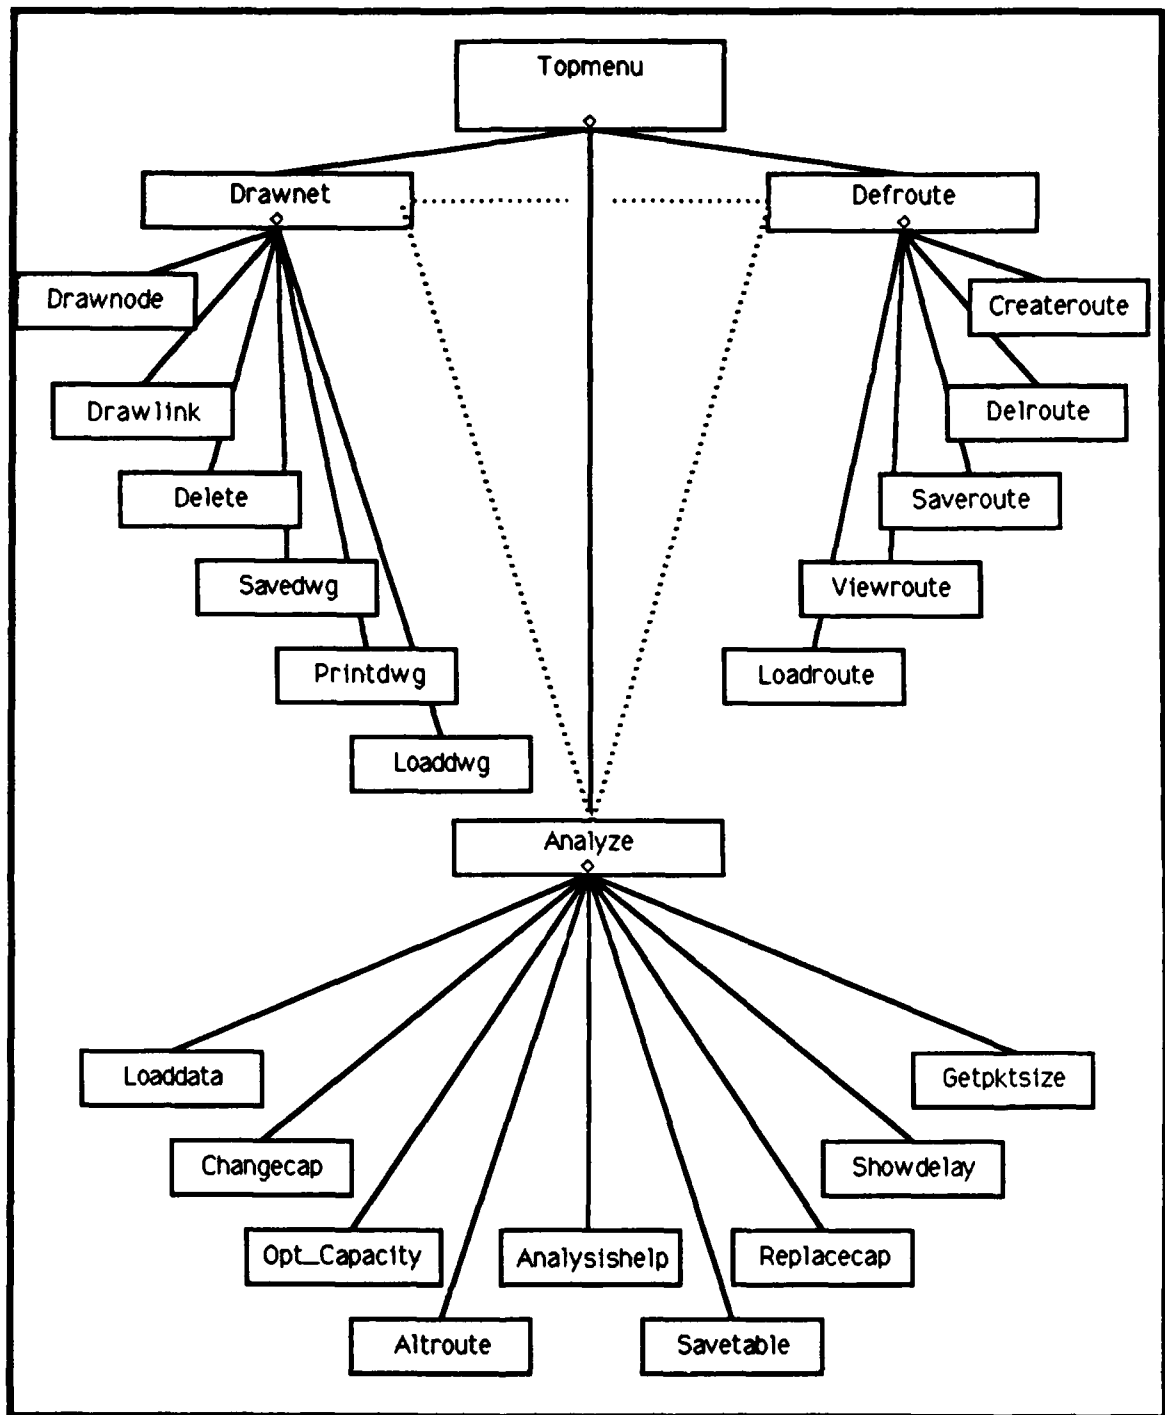 Topmenu
Drawnet
Defroute
Drawnode
Createroute
Drawlink
Delroute
Delete
Saveroute
Savedwg
Viewroute
Printdwg
Loadroute
Loaddwg
Analyze
Loaddata
Getpktsize
Changecap
Showdelay
Opt_Capacity
Analysishelp
Replacecap
Altroute
Savetable